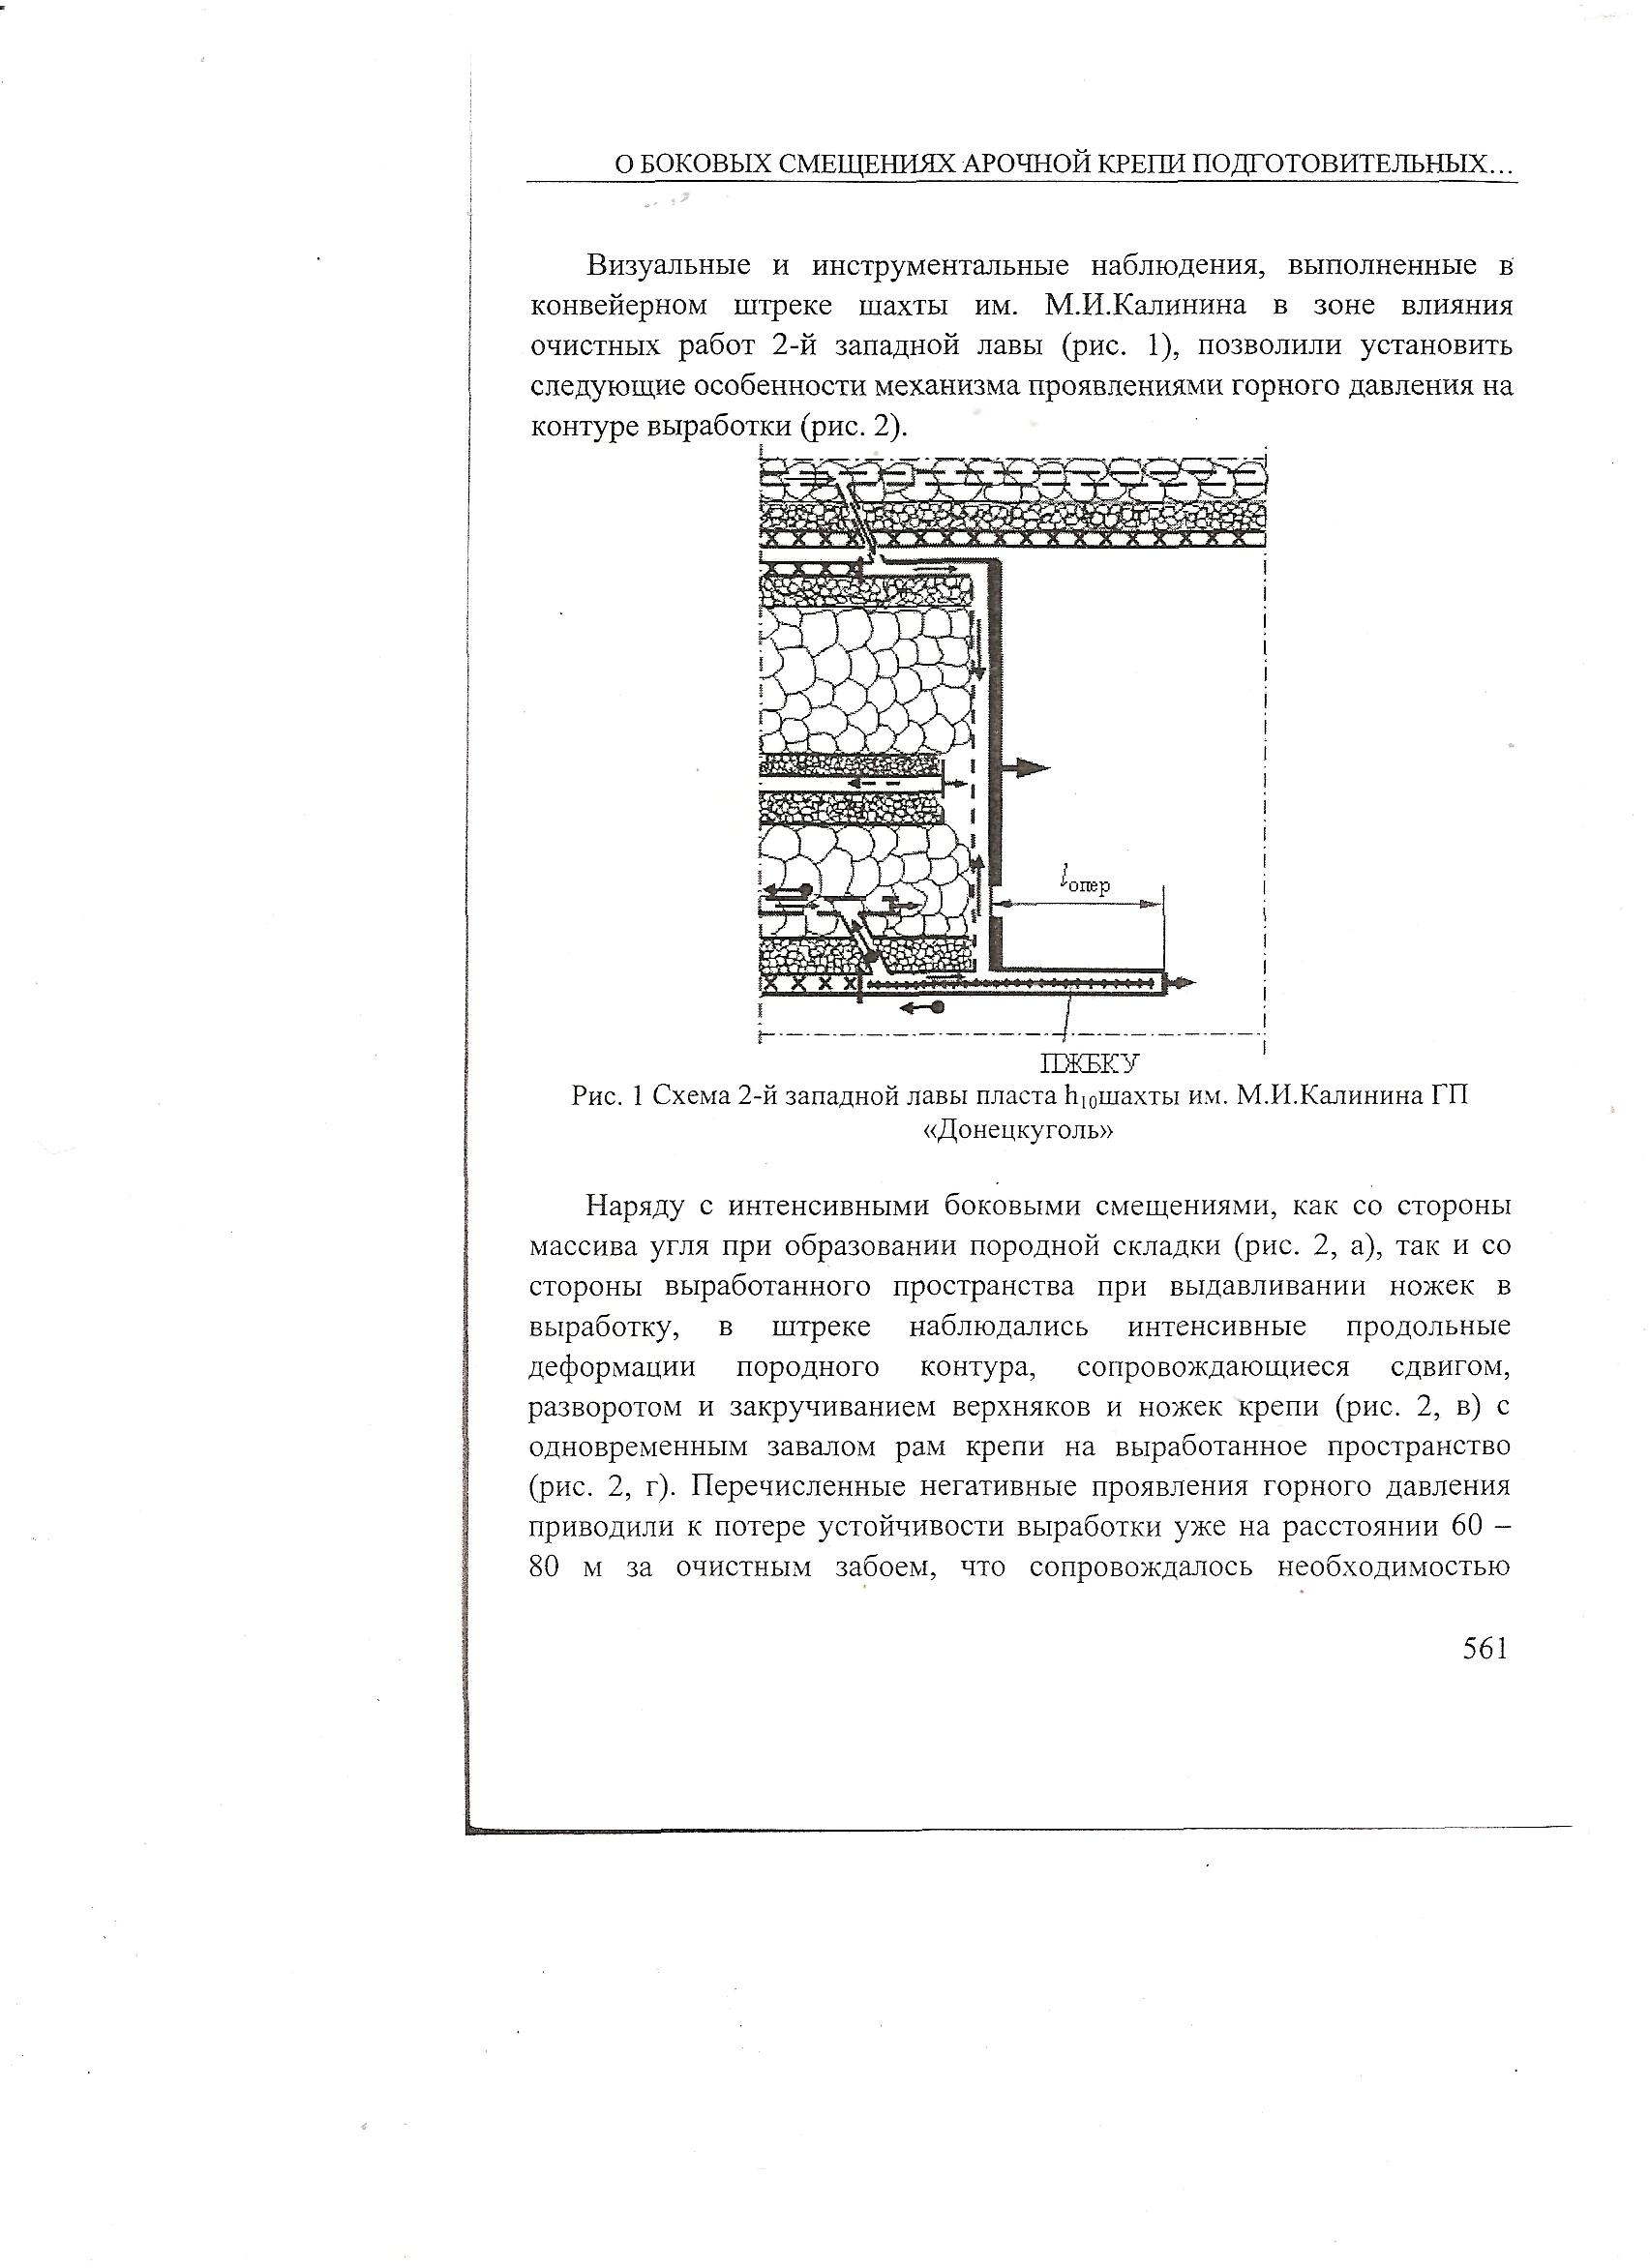 О БОКОВЫХ СМЕЩЕНИЯХ АРОЧНОЙ КРЕПИ ПОДГОТОВИТЕЛЬНЫХ...
Визуальные и инструментальные наблюдения, выполненные в
конвейерном штреке шахты им. М.И.Калинина в зоне влияния
очистных работ 2-й западной лавы (рис. 1), позволили установить
следующие особенности механизма проявлениями горного давления на
контуре выработки (рис. 2).
lопер
ПЖБКУ
Рис. 1 Схема 2-й западной лавы пласта h10шахты им. М.И.Калинина ГП
«Донецкуголь»
Наряду с интенсивными боковыми смещениями, как со стороны
массива угля при образовании породной складки (рис. 2, а), так и со
стороны выработанного пространства при выдавливании ножек в
выработку, в штреке наблюдались интенсивные продольные
деформации породного контура, сопровождающиеся сдвигом,
разворотом и закручиванием верхняков и ножек крепи (рис. 2, в) с
одновременным завалом рам крепи на выработанное пространство
(рис. 2, г). Перечисленные негативные проявления горного давления
приводили к потере устойчивости выработки уже на расстоянии 60 –
80 м за очистным забоем, что сопровождалось необходимостью
561